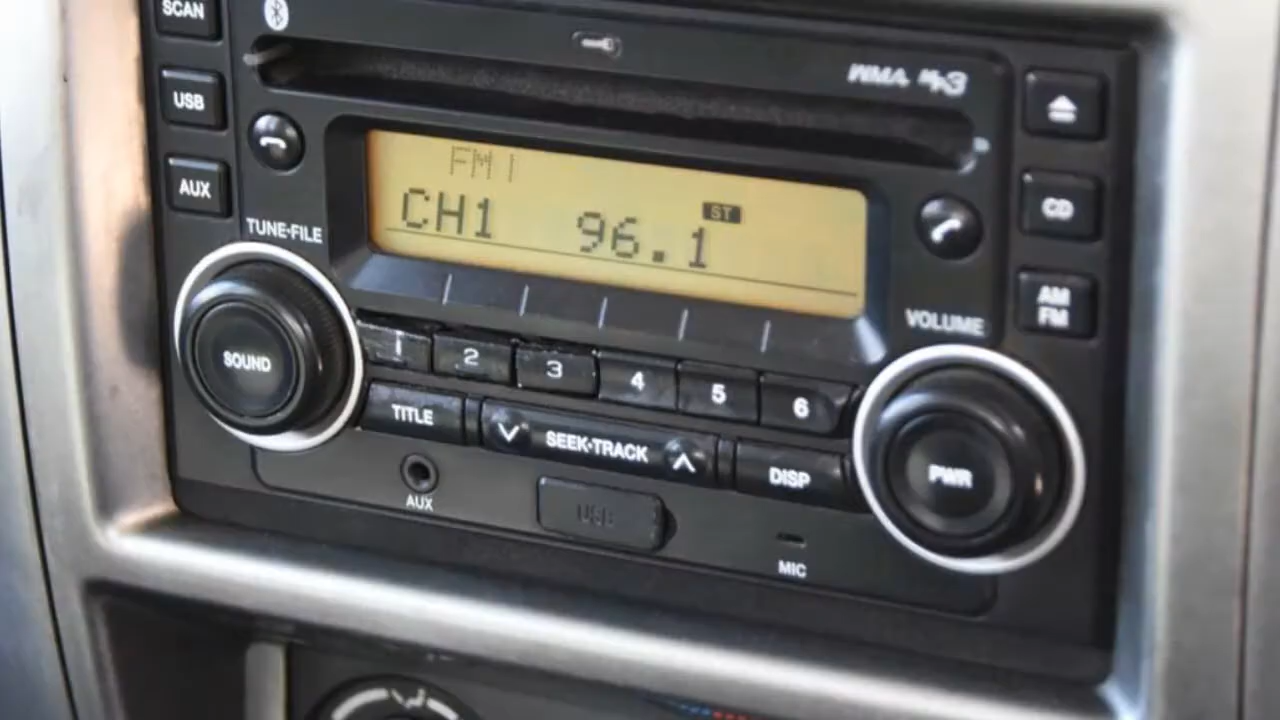 SCAN
WMA MP3
USB
AUX
FM1
ST
CH1 96.1
CD
TUNE·FILE
AM
FM
VOLUME
SOUND
1 2 3 4 5 6
TITLE
SEEK·TRACK
DISP
PWR
AUX
USB
MIC